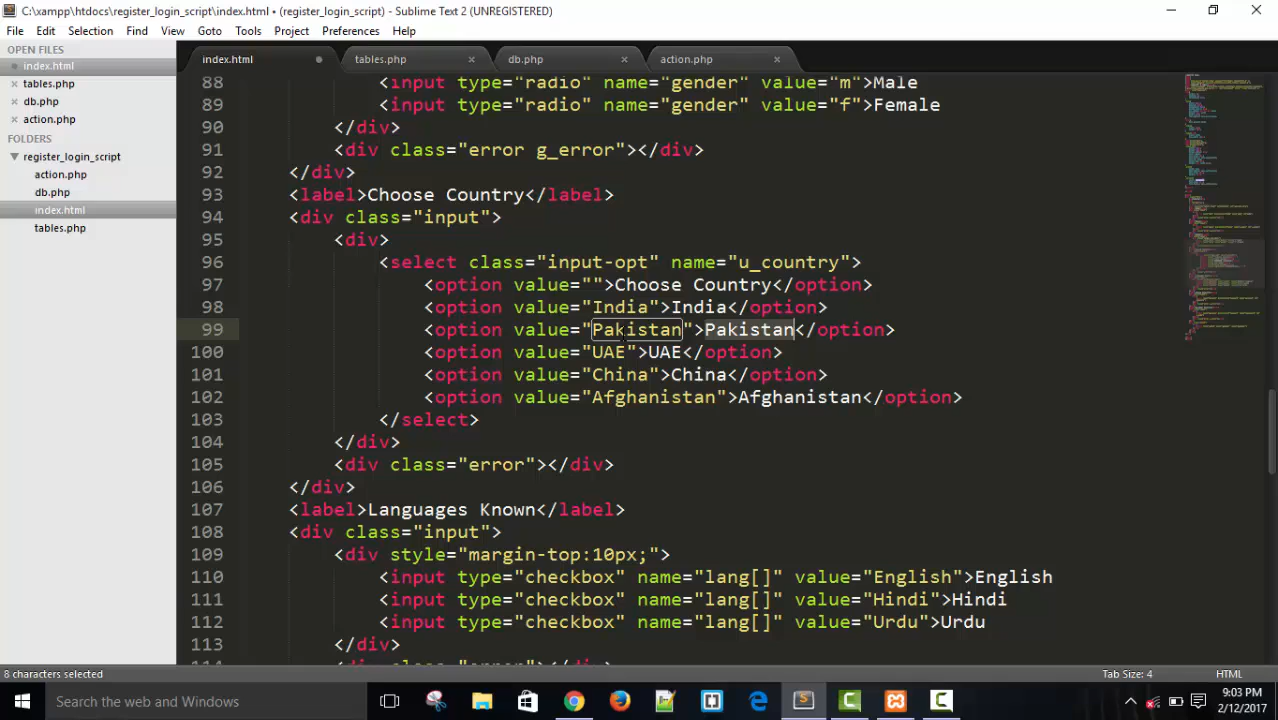 C:\xampp\htdocs\register_login_script\index.html • (register_login_script) - Sublime Text 2 (UNREGISTERED)
File Edit Selection Find View Goto Tools Project Preferences Help
OPEN FILES
index.html
tables.php
db.php
action.php
FOLDERS
register_login_script
action.php
db.php
index.html
tables.php
index.html tables.php db.php action.php
88 <input type="radio" name="gender" value="m">Male
89 <input type="radio" name="gender" value="f">Female
90 </div>
91 <div class="error g_error"></div>
92 </div>
93 <label>Choose Country</label>
94 <div class="input">
95 <div>
96 <select class="input-opt" name="u_country">
97 <option value="">Choose Country</option>
98 <option value="India">India</option>
99 <option value="Pakistan">Pakistan</option>
100 <option value="UAE">UAE</option>
101 <option value="China">China</option>
102 <option value="Afghanistan">Afghanistan</option>
103 </select>
104 </div>
105 <div class="error"></div>
106 </div>
107 <label>Languages Known</label>
108 <div class="input">
109 <div style="margin-top:10px;">
110 <input type="checkbox" name="lang[]" value="English">English
111 <input type="checkbox" name="lang[]" value="Hindi">Hindi
112 <input type="checkbox" name="lang[]" value="Urdu">Urdu
113 </div>
114 <div class="error"></div>
8 characters selected Tab Size: 4 HTML
Search the web and Windows
9:03 PM
2/12/2017